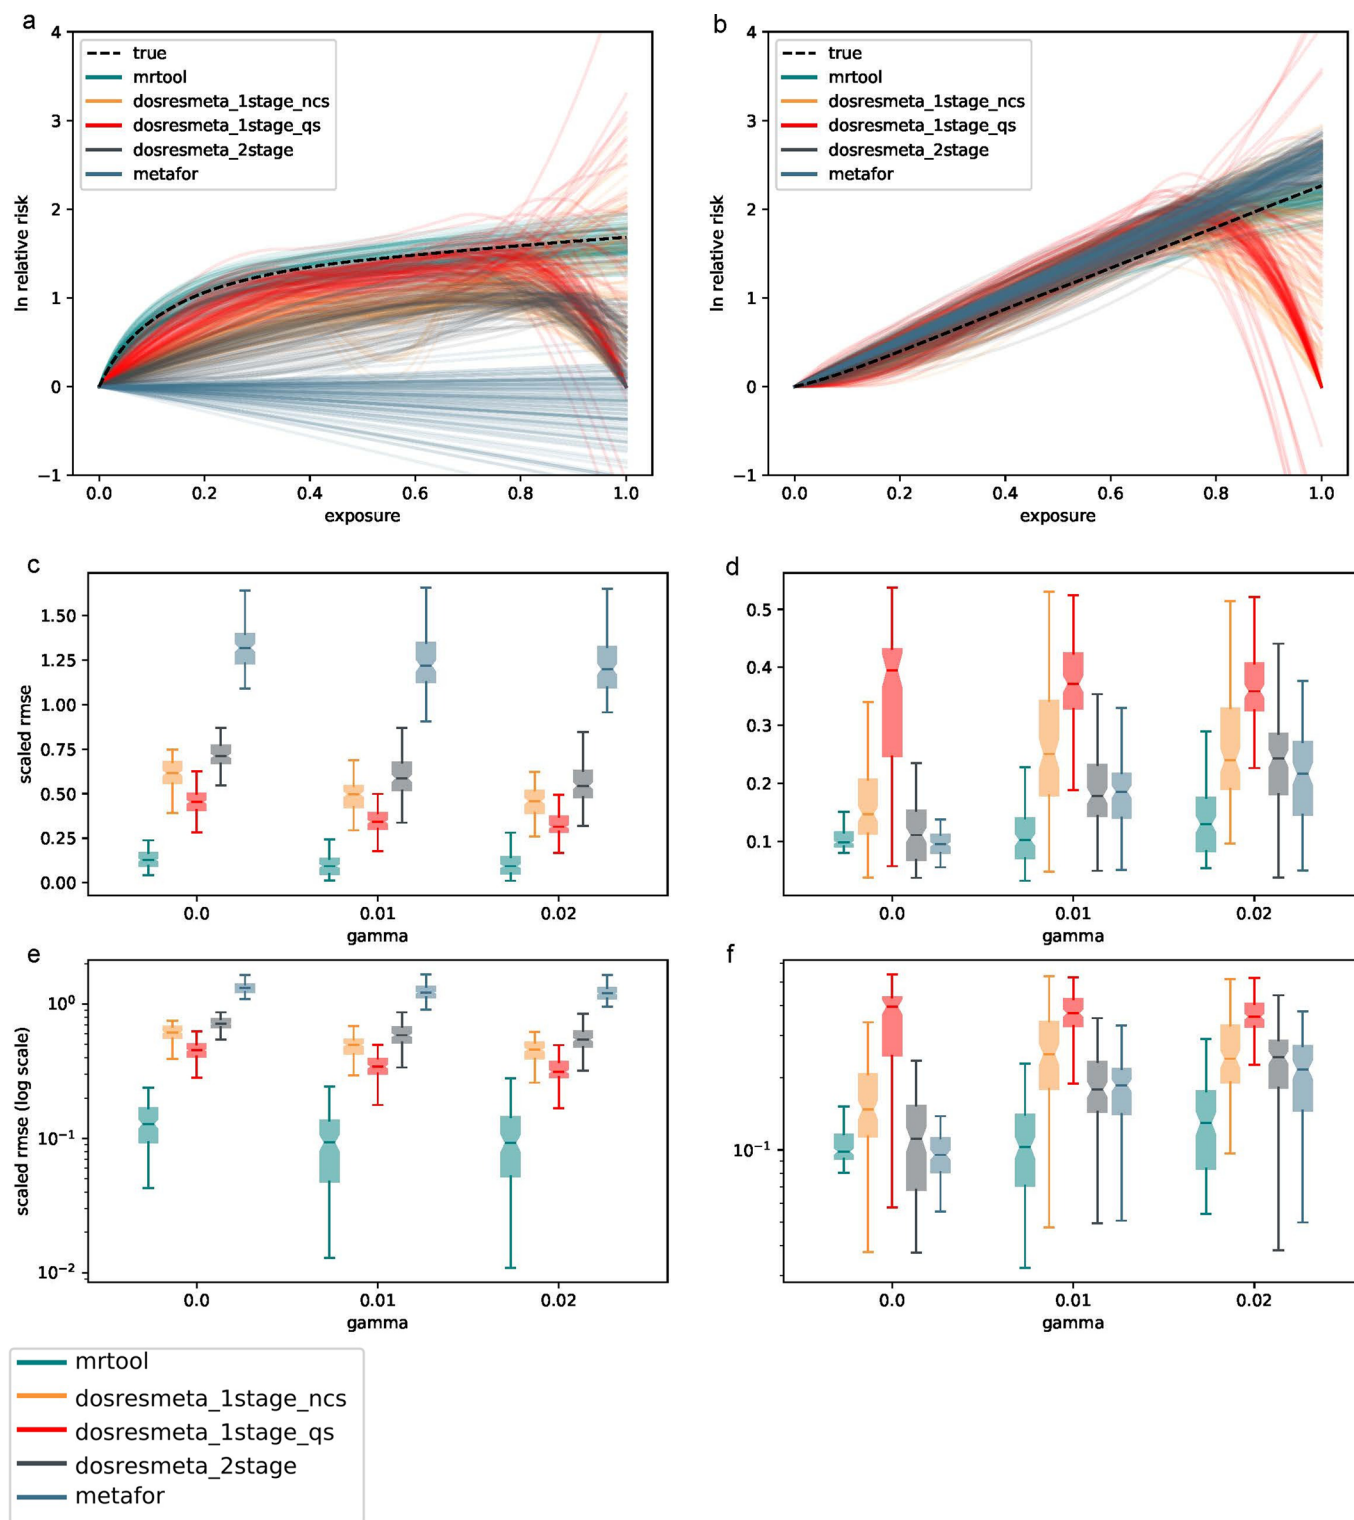 a
4
3
2
1
0
−1
ln relative risk
true
mrtool
dosresmeta_1stage_ncs
dosresmeta_1stage_qs
dosresmeta_2stage
metafor
0.0 0.2 0.4 0.6 0.8 1.0
exposure
b
4
3
2
1
0
−1
ln relative risk
true
mrtool
dosresmeta_1stage_ncs
dosresmeta_1stage_qs
dosresmeta_2stage
metafor
0.0 0.2 0.4 0.6 0.8 1.0
exposure
c
1.50
1.25
1.00
0.75
0.50
0.25
0.00
scaled rmse
0.0 0.01 0.02
gamma
d
0.5
0.4
0.3
0.2
0.1
0.0 0.01 0.02
gamma
e
10⁰
10⁻¹
10⁻²
scaled rmse (log scale)
0.0 0.01 0.02
gamma
f
10⁻¹
0.0 0.01 0.02
gamma
mrtool
dosresmeta_1stage_ncs
dosresmeta_1stage_qs
dosresmeta_2stage
metafor